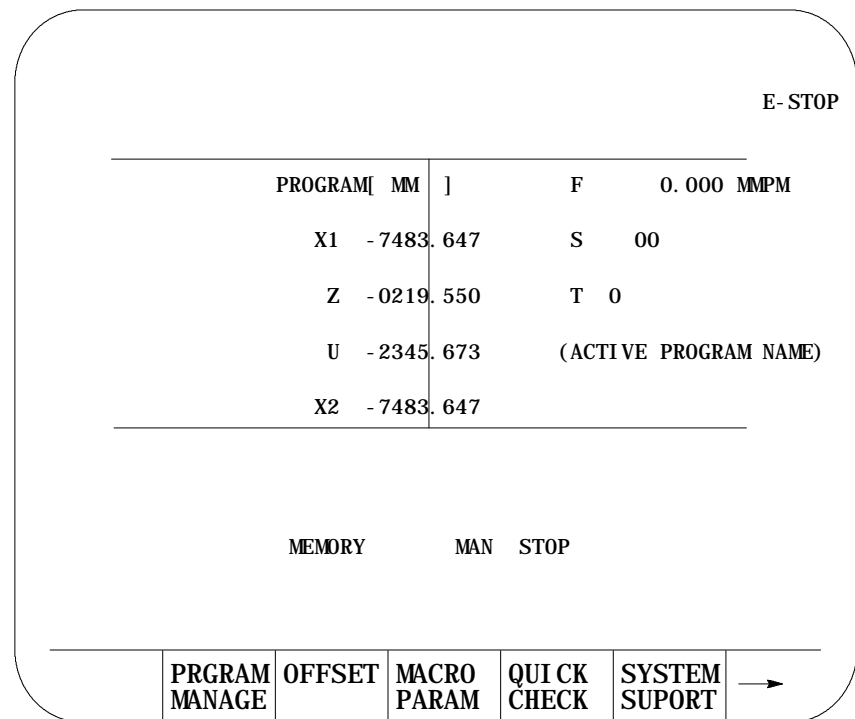 E-STOP
PROGRAM[ MM ] F 0.000 MMPM
X1 -7483.647 S 00
Z -0219.550 T 0
U -2345.673 (ACTIVE PROGRAM NAME)
X2 -7483.647
MEMORY MAN STOP
PRGRAM OFFSET MACRO QUICK SYSTEM
MANAGE PARAM CHECK SUPORT